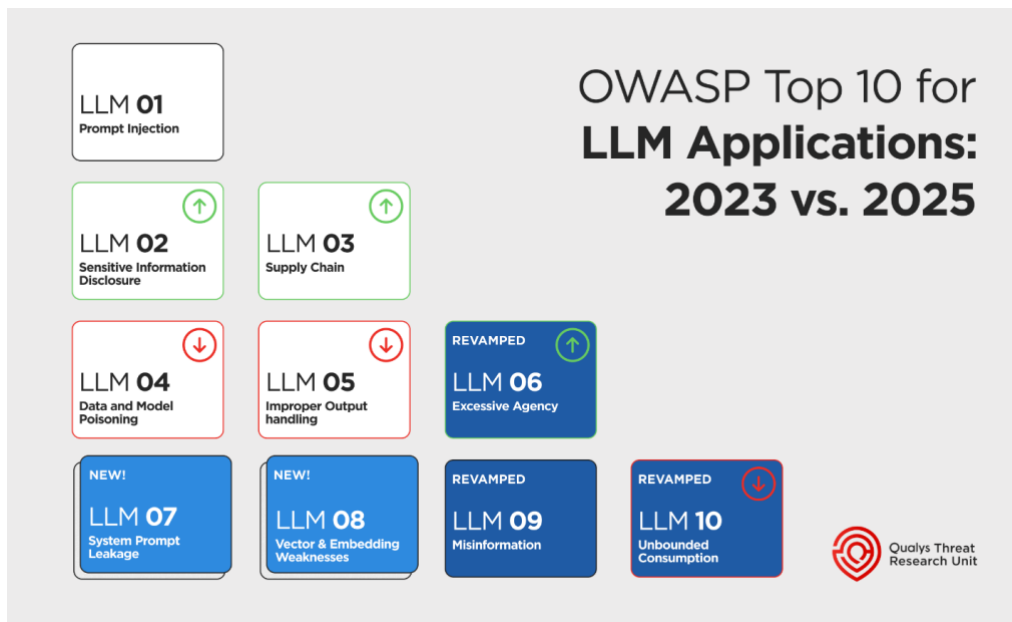 OWASP Top 10 for
LLM Applications:
2023 vs. 2025
LLM 01
Prompt Injection
LLM 02
Sensitive Information
Disclosure
LLM 03
Supply Chain
LLM 04
Data and Model
Poisoning
LLM 05
Improper Output
handling
REVAMPED
LLM 06
Excessive Agency
NEW!
LLM 07
System Prompt
Leakage
NEW!
LLM 08
Vector & Embedding
Weaknesses
REVAMPED
LLM 09
Misinformation
REVAMPED
LLM 10
Unbounded
Consumption
Qualys Threat
Research Unit